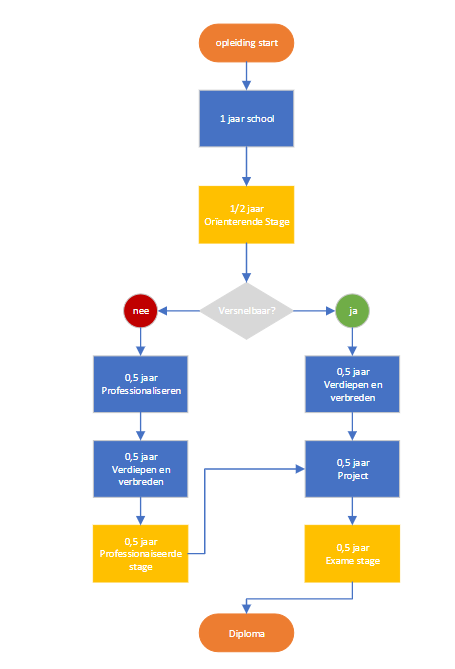 opleiding start
1 jaar school
1/2 jaar
Oriënterende Stage
Versnelbaar?
nee
ja
0,5 jaar
Professionaliseren
0,5 jaar
Verdiepen en
verbreden
0,5 jaar
Verdiepen en
verbreden
0,5 jaar
Project
0,5 jaar
Professionaiseerde
stage
0,5 jaar
Exame stage
Diploma